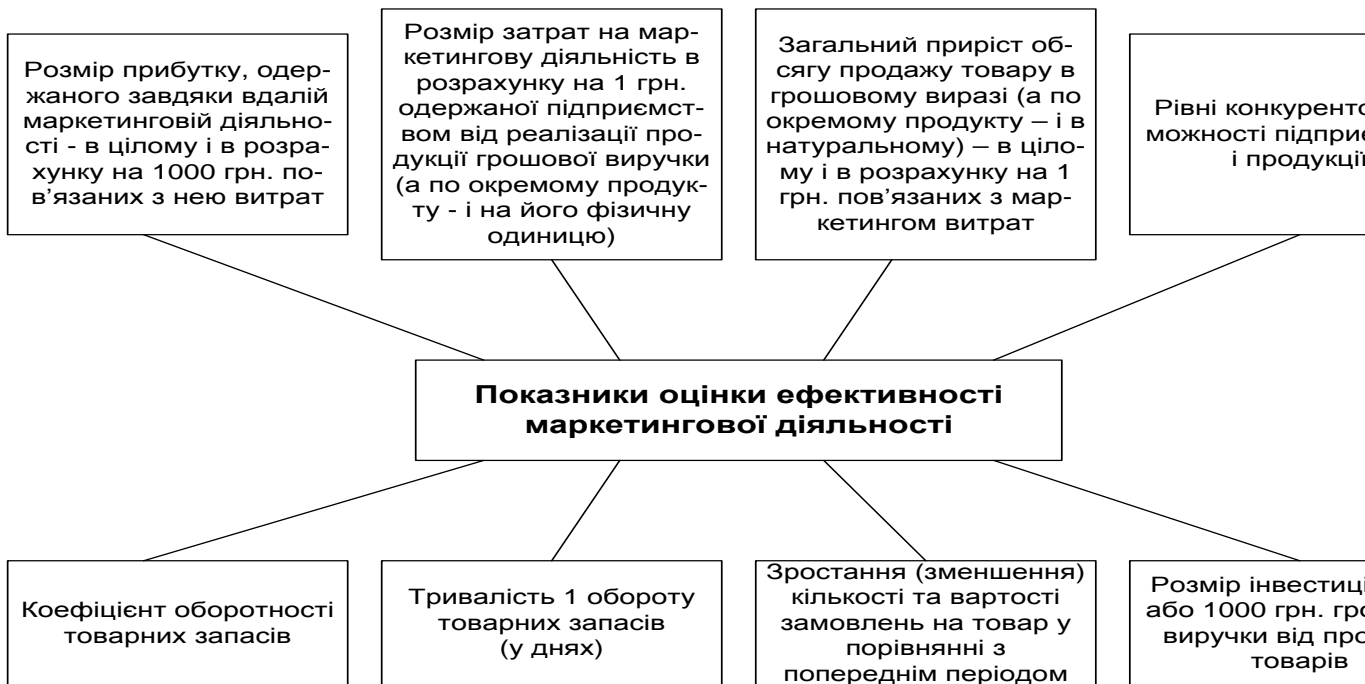 Розмір прибутку, одер-
жаного завдяки вдалій
маркетинговій діяльно-
сті - в цілому і в розра-
хунку на 1000 грн. по-
в'язаних з нею витрат
Розмір затрат на мар-
кетингову діяльність в
розрахунку на 1 грн.
одержаної підприємст-
вом від реалізації про-
дукції грошової виручки
(а по окремому продук-
ту - і на його фізичну
одиницю)
Загальний приріст об-
сягу продажу товару в
грошовому виразі (а по
окремому продукту – і в
натуральному) – в ціло-
му і в розрахунку на 1
грн. пов’язаних з мар-
кетингом витрат
Рівні
можності
і продукції
Показники оцінки ефективності
маркетингової діяльності
Коефіцієнт оборотності
товарних запасів
Тривалість 1 обороту
товарних запасів
(у днях)
Зростання (зменшення)
кількості та вартості
замовлень на товар у
порівнянні з
попереднім періодом
Розмір
або 1000 грн.
виручки від
товарів